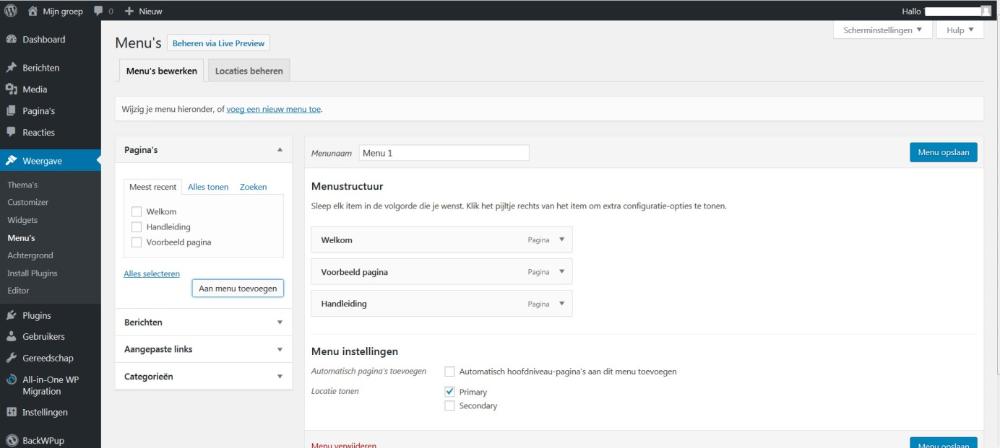 Mijn groep 0 Nieuw Hallo
Scherminstellingen Hulp
Menu's Beheren via Live Preview
Menu's bewerken Locaties beheren
Wijzig je menu hieronder, of voeg een nieuw menu toe.
Dashboard
Berichten
Media
Pagina's
Reacties
Weergave
Thema's
Customizer
Widgets
Menu's
Achtergrond
Install Plugins
Editor
Plugins
Gebruikers
Gereedschap
All-in-One WP
Migration
Instellingen
BackWPup
Pagina's
Meest recent Alles tonen Zoeken
Welkom
Handleiding
Voorbeeld pagina
Alles selecteren
Aan menu toevoegen
Berichten
Aangepaste links
Categorieën
Menunaam Menu 1 Menu opslaan
Menustructuur
Sleep elk item in de volgorde die je wenst. Klik het pijltje rechts van het item om extra configuratie-opties te tonen.
Welkom Pagina
Voorbeeld pagina Pagina
Handleiding Pagina
Menu instellingen
Automatisch pagina's toevoegen Automatisch hoofdniveau-pagina's aan dit menu toevoegen
Locatie tonen Primary
Secondary
Menu verwijderen Menu opslaan